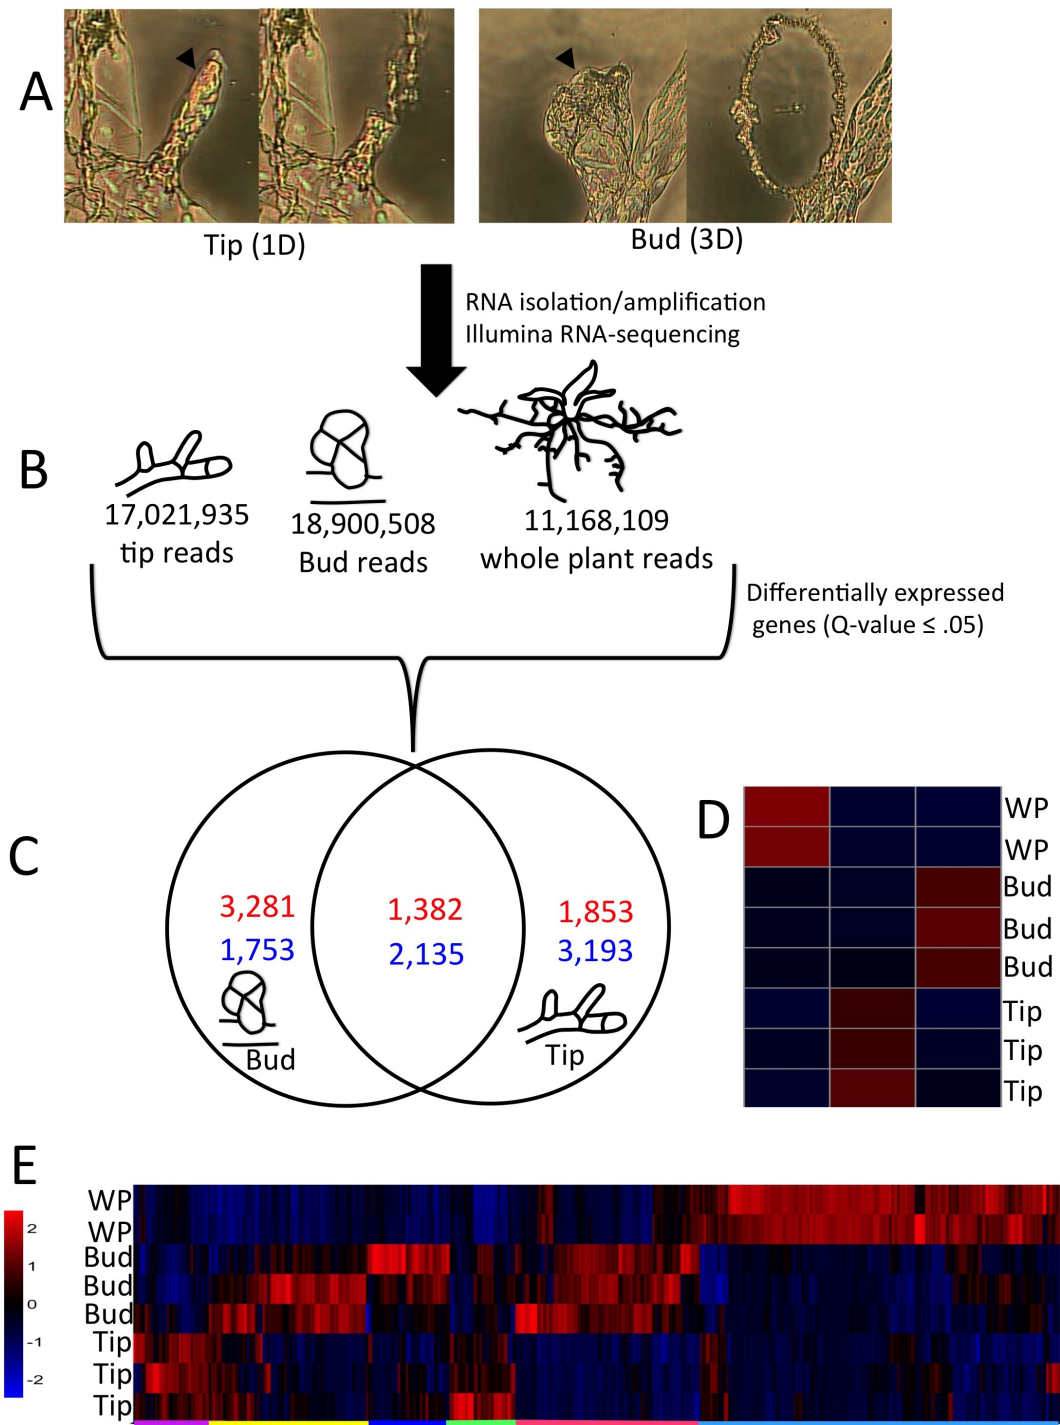 A
Tip (1D)
Bud (3D)
RNA isolation/amplification
Illumina RNA-sequencing
B
17,021,935
tip reads
18,900,508
Bud reads
11,168,109
whole plant reads
Differentially expressed
genes (Q-value ≤ .05)
C
3,281
1,753
Bud
1,382
2,135
1,853
3,193
Tip
D
WP
WP
Bud
Bud
Bud
Tip
Tip
Tip
E
2
1
0
-1
-2
WP
WP
Bud
Bud
Bud
Tip
Tip
Tip